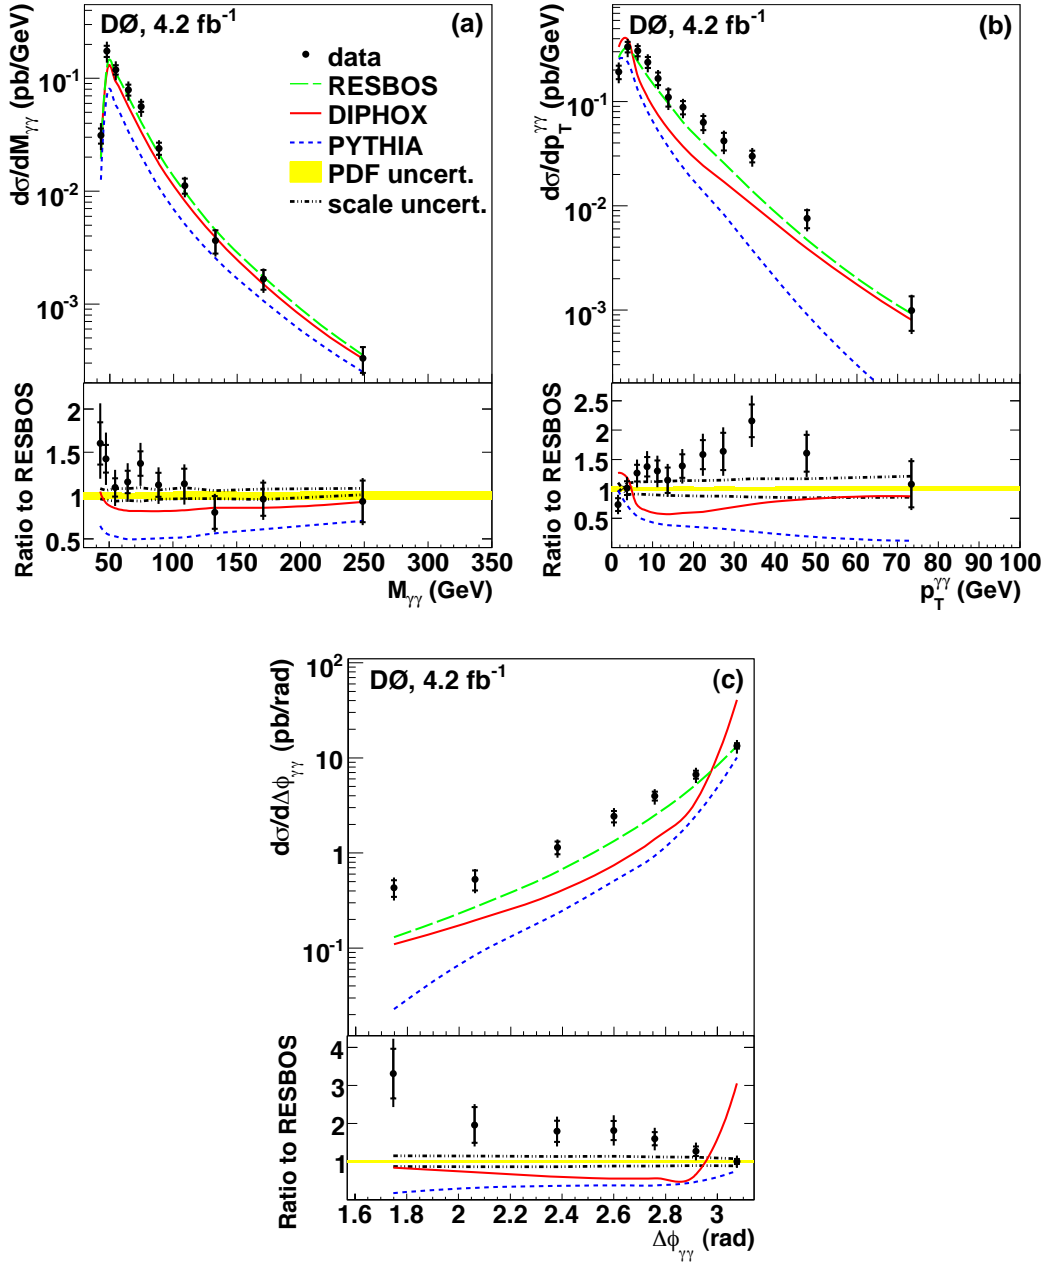 DØ, 4.2 fb⁻¹ (a)
data
RESBOS
DIPHOX
PYTHIA
PDF uncert.
scale uncert.
dσ/dM_γγ (pb/GeV)
10⁻¹
10⁻²
10⁻³
Ratio to RESBOS
2
1.5
1
0.5
50 100 150 200 250 300 350
M_γγ (GeV)
DØ, 4.2 fb⁻¹ (b)
dσ/dp_T^γγ (pb/GeV)
10⁻¹
10⁻²
10⁻³
Ratio to RESBOS
2.5
2
1.5
1
0.5
0 10 20 30 40 50 60 70 80 90 100
p_T^γγ (GeV)
DØ, 4.2 fb⁻¹ (c)
dσ/dΔϕ_γγ (pb/rad)
10²
10
1
10⁻¹
Ratio to RESBOS
4
3
2
1
1.6 1.8 2 2.2 2.4 2.6 2.8 3
Δϕ_γγ (rad)